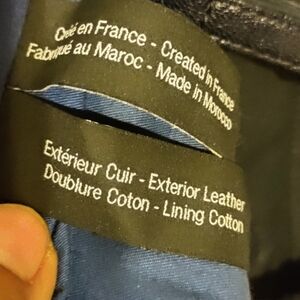 Créé en France - Created in France
Fabriqué au Maroc - Made in Morocco
Extérieur Cuir - Exterior Leather
Doublure Coton - Lining Cotton